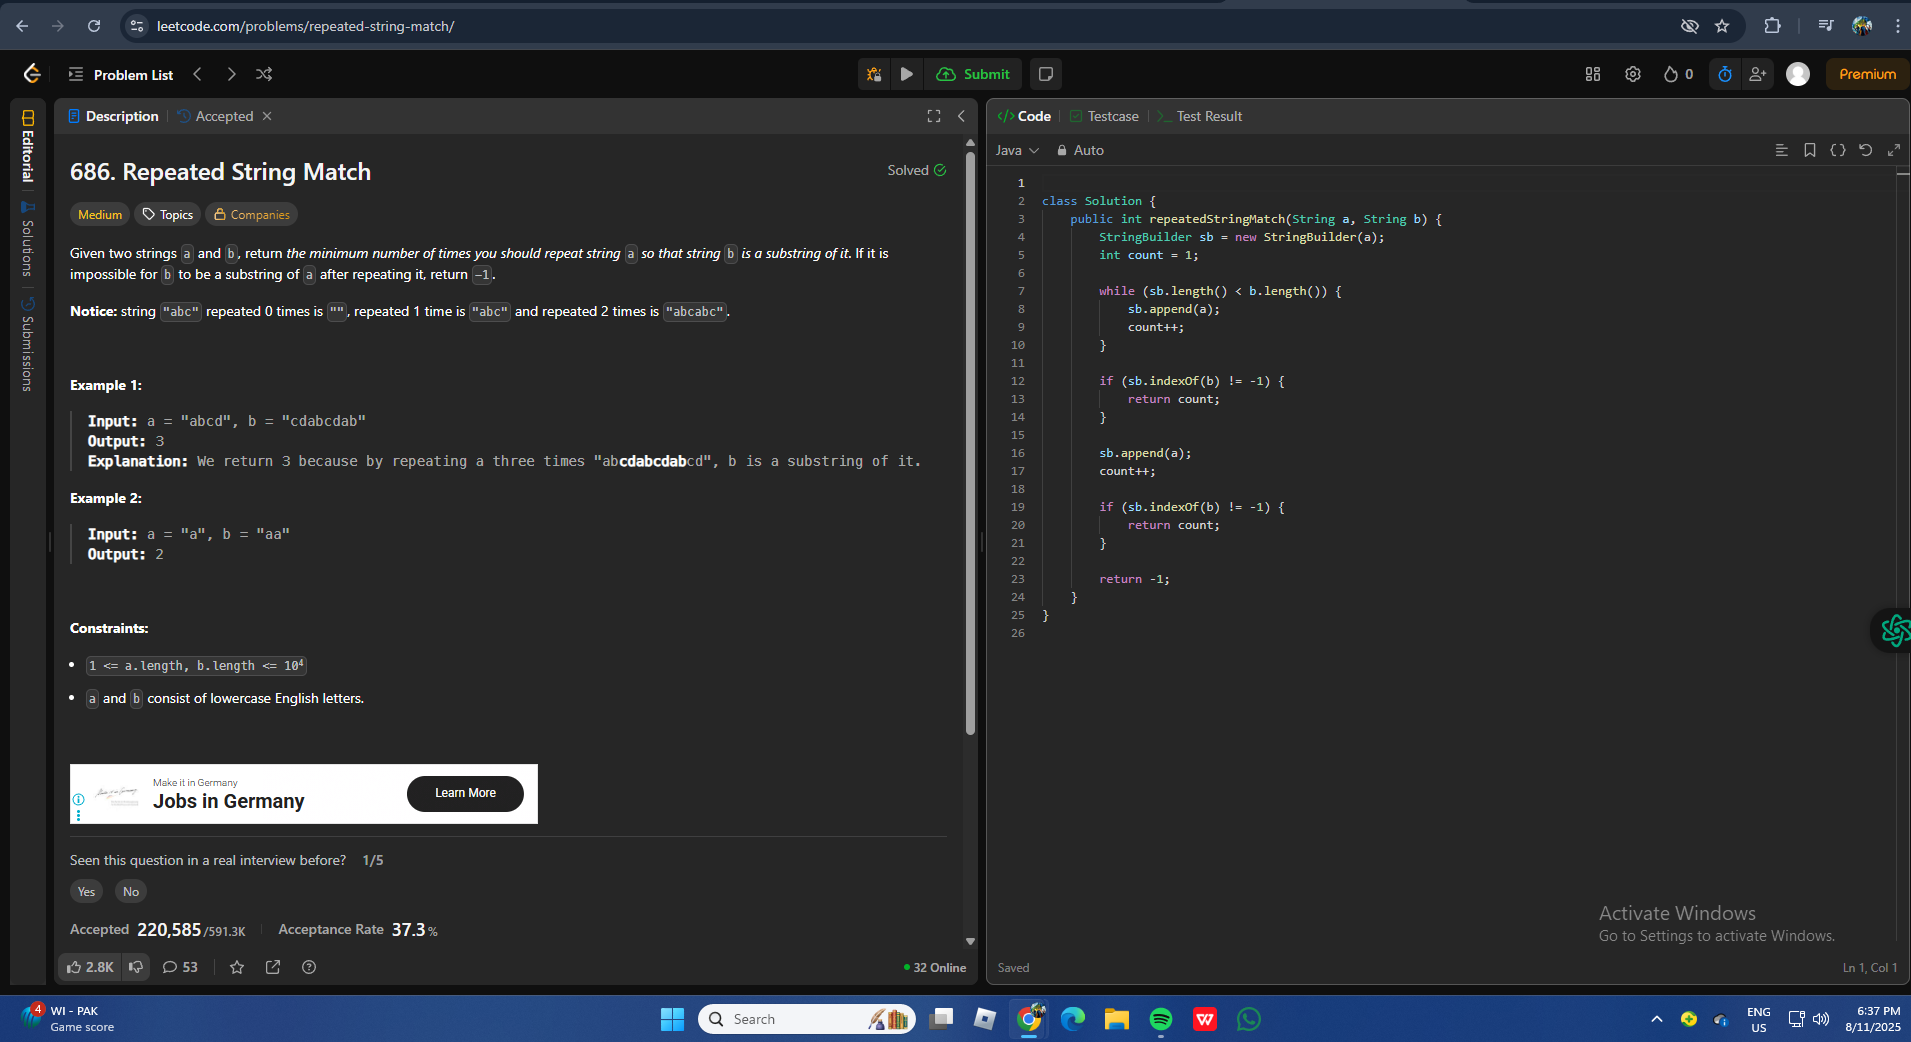 leetcode.com/problems/repeated-string-match/
Problem List
Submit
0
Premium
Editorial
Solutions
Submissions
Description
Accepted
686. Repeated String Match
Solved
Medium
Topics
Companies
Given two strings a and b, return the minimum number of times you should repeat string a so that string b is a substring of it. If it is
impossible for b to be a substring of a after repeating it, return -1.
Notice: string "abc" repeated 0 times is "", repeated 1 time is "abc" and repeated 2 times is "abcabc".
Example 1:
Input: a = "abcd", b = "cdabcdab"
Output: 3
Explanation: We return 3 because by repeating a three times "abcdabcdabcd", b is a substring of it.
Example 2:
Input: a = "a", b = "aa"
Output: 2
Constraints:
• 1 <= a.length, b.length <= 10⁴
• a and b consist of lowercase English letters.
Make it in Germany
Jobs in Germany
Learn More
Seen this question in a real interview before? 1/5
Yes No
Accepted 220,585/591.3K Acceptance Rate 37.3%
2.8K
53
32 Online
</> Code
Testcase
>_ Test Result
Java
Auto
1
2 class Solution {
3 public int repeatedStringMatch(String a, String b) {
4 StringBuilder sb = new StringBuilder(a);
5 int count = 1;
6
7 while (sb.length() < b.length()) {
8 sb.append(a);
9 count++;
10 }
11
12 if (sb.indexOf(b) != -1) {
13 return count;
14 }
15
16 sb.append(a);
17 count++;
18
19 if (sb.indexOf(b) != -1) {
20 return count;
21 }
22
23 return -1;
24 }
25 }
26
Activate Windows
Go to Settings to activate Windows.
Saved
Ln 1, Col 1
4
WI - PAK
Game score
Search
W
ENG
US
6:37 PM
8/11/2025